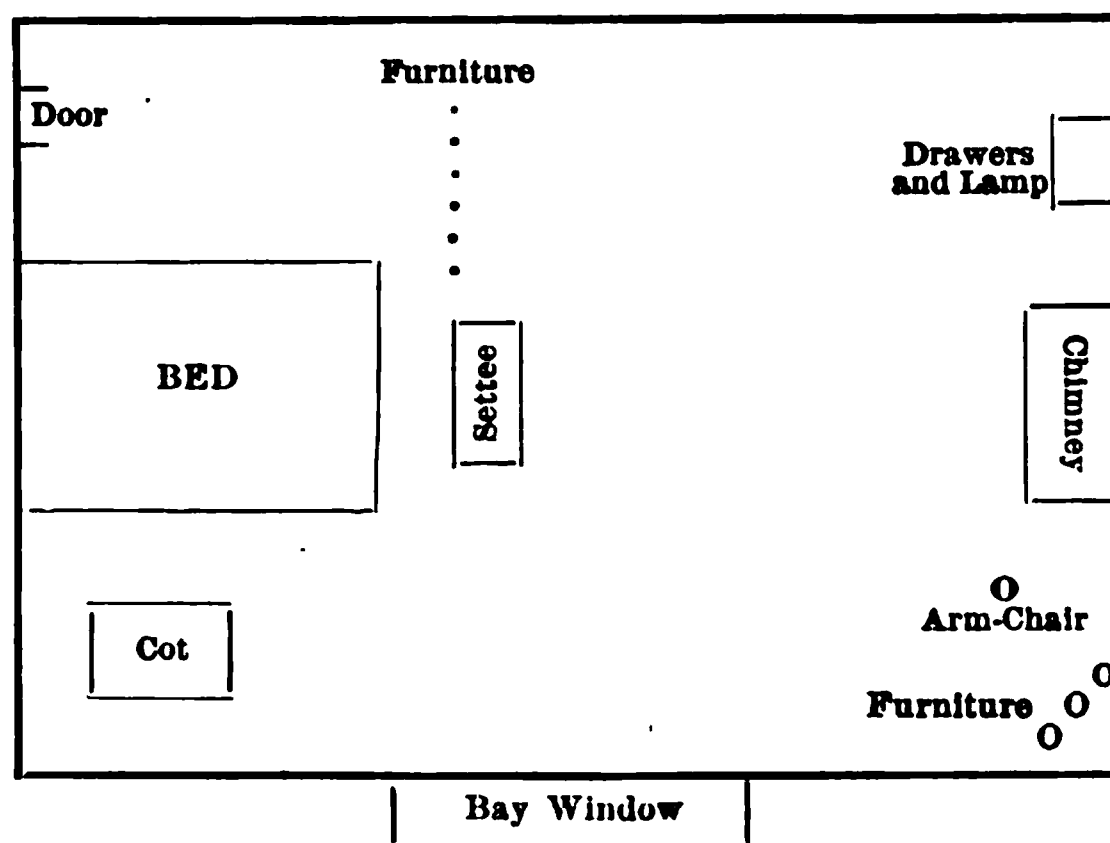 Furniture
Door
Drawers
and Lamp
BED
Settee
Chimney
Arm-Chair
Cot
Furniture
Bay Window